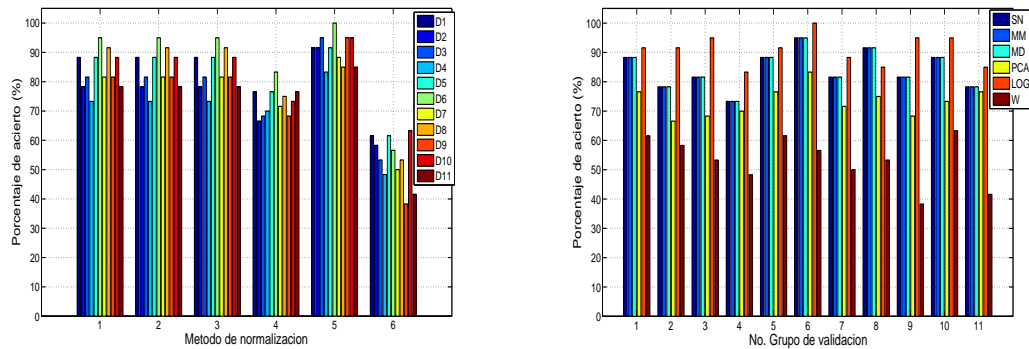 Porcentaje de acierto (%)
100
90
80
70
60
50
40
30
20
10
0
1 2 3 4 5 6
Metodo de normalizacion
D1
D2
D3
D4
D5
D6
D7
D8
D9
D10
D11
Porcentaje de acierto (%)
100
90
80
70
60
50
40
30
20
10
0
1 2 3 4 5 6 7 8 9 10 11
No. Grupo de validacion
SN
MM
MD
PCA
LOG
W